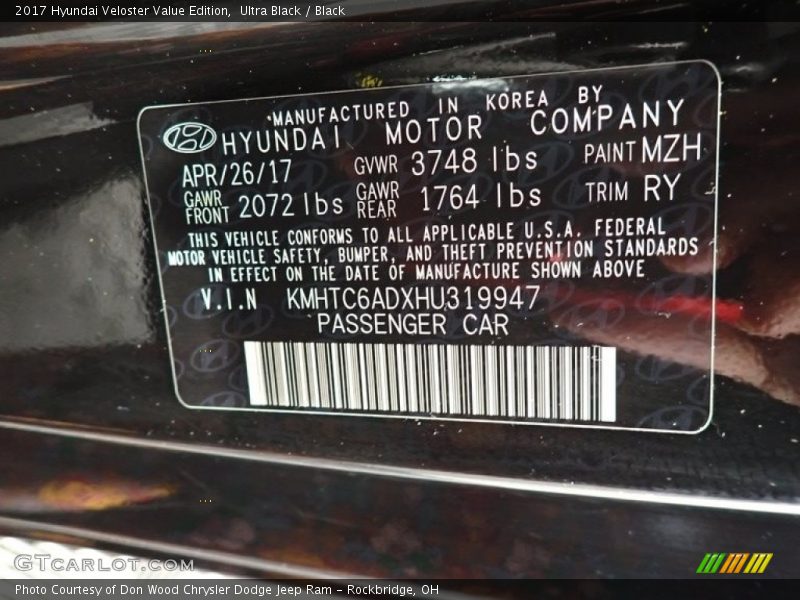 2017 Hyundai Veloster Value Edition,  Ultra Black / Black
MANUFACTURED IN KOREA BY
HYUNDAI MOTOR COMPANY
APR/26/17 GVWR 3748 lbs PAINT MZH
GAWR FRONT 2072 lbs GAWR REAR 1764 lbs TRIM RY
THIS VEHICLE CONFORMS TO ALL APPLICABLE U.S.A. FEDERAL
MOTOR VEHICLE SAFETY, BUMPER, AND THEFT PREVENTION STANDARDS
IN EFFECT ON THE DATE OF MANUFACTURE SHOWN ABOVE
V.I.N KMHTC6ADXHU319947
PASSENGER CAR
GTcarlot.com
Photo Courtesy of Don Wood Chrysler Dodge Jeep Ram – Rockbridge, OH